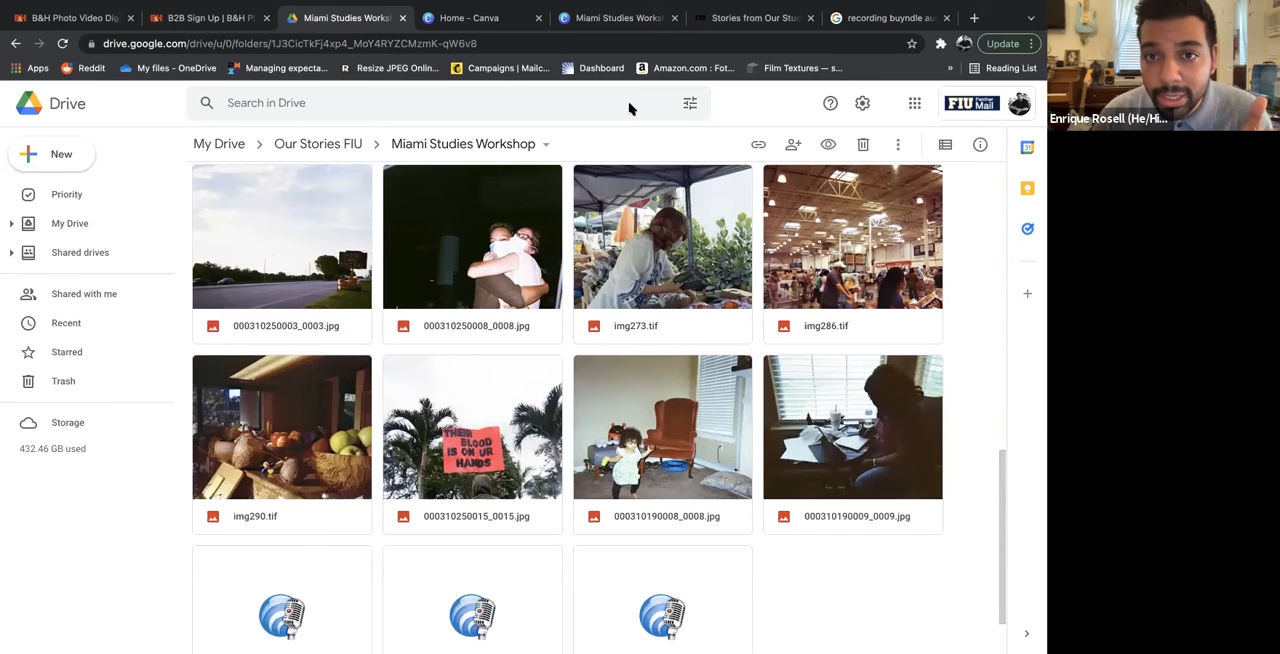 B&H Photo Video Dig
B2B Sign Up | B&H P
Miami Studies Worksh
Home - Canva
Miami Studies Worksh
Stories from Our Stu
recording buyndle au
drive.google.com/drive/u/0/folders/1J3CicTkFj4xp4_MoY4RYZCMzmK-qW6v8
Update
Apps
Reddit
My files - OneDrive
Managing expecta...
Resize JPEG Onlin...
Campaigns | Mailc...
Dashboard
Amazon.com : Fot...
Film Textures — s...
»
Reading List
Drive
Search in Drive
FIU Panther Mail
My Drive
Our Stories FIU
Miami Studies Workshop
New
Priority
My Drive
Shared drives
Shared with me
Recent
Starred
Trash
Storage
432.46 GB used
000310250003_0003.jpg
000310250008_0008.jpg
img273.tif
img286.tif
THEIR
BLOOD
IS ON UR
HANDS
img290.tif
000310250015_0015.jpg
000310190008_0008.jpg
000310190009_0009.jpg
Enrique Rosell (He/Hi...